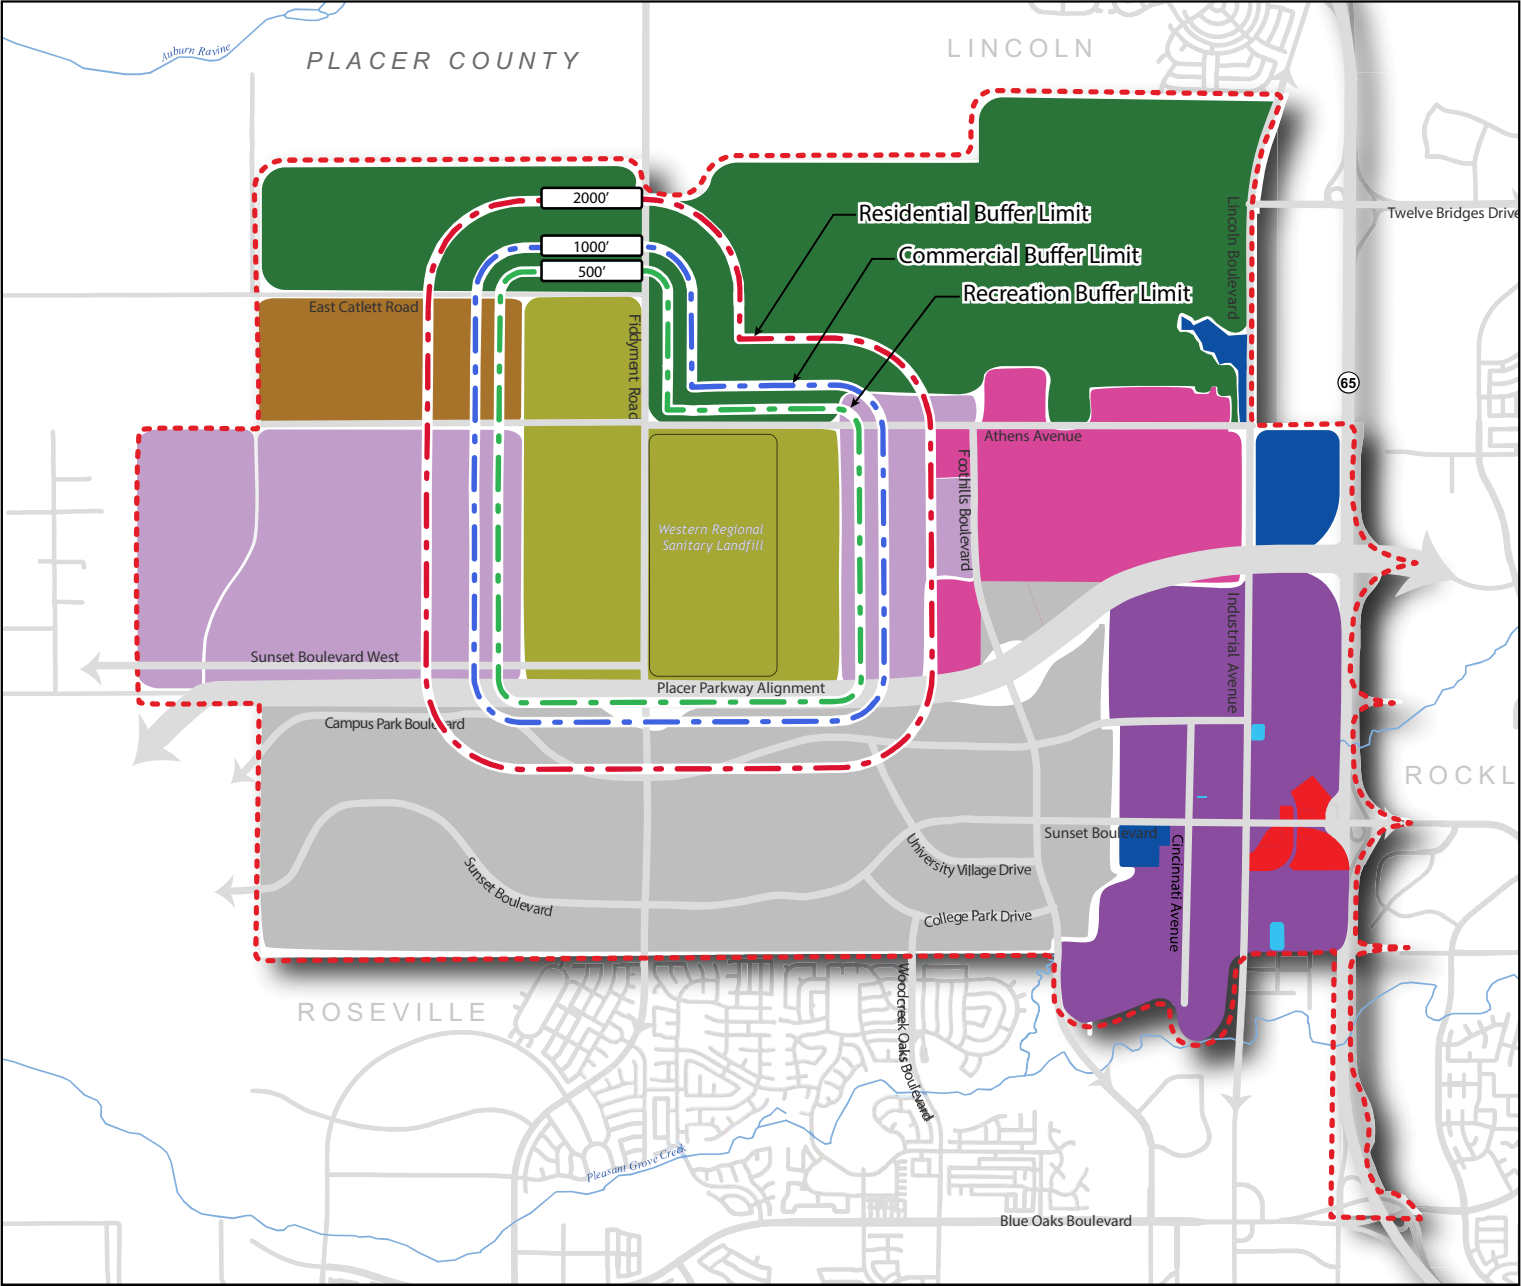 Auburn Ravine
PLACER COUNTY
LINCOLN
2000’
Residential Buffer Limit
Lincoln Boulevard
Twelve Bridges Drive
1000’
Commercial Buffer Limit
500’
Recreation Buffer Limit
East Catlett Road
Fiddyment Road
65
Athens Avenue
Foothills Boulevard
Western Regional
Sanitary Landfill
Industrial Avenue
Sunset Boulevard West
Placer Parkway Alignment
Campus Park Boulevard
ROCKL
Sunset Boulevard
Sunset Boulevard
University Village Drive
Cincinnati Avenue
College Park Drive
Woodcreek Oaks Boulevard
ROSEVILLE
Pleasant Grove Creek
Blue Oaks Boulevard